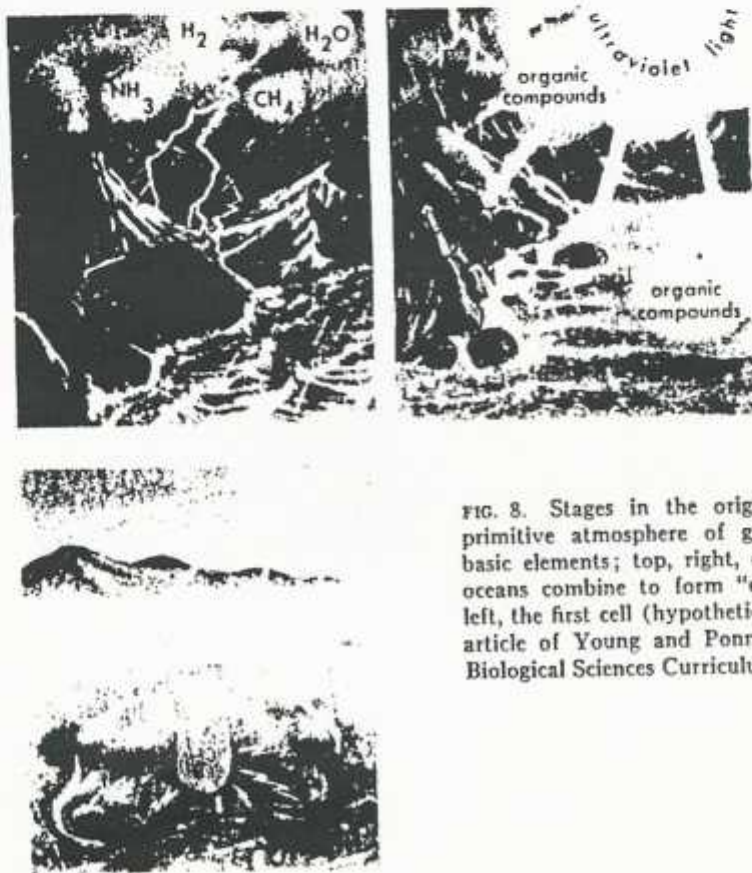 H2
H2O
NH3
CH4
ultraviolet light
organic
compounds
organic
compounds
FIG. 8. Stages in the orig
primitive atmosphere of g
basic elements; top, right,
oceans combine to form "
left, the first cell (hypothetic
article of Young and Ponn
Biological Sciences Curriculu